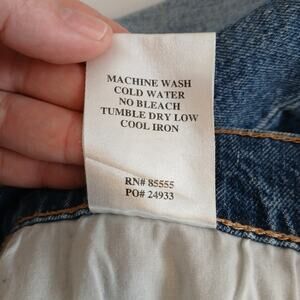 MACHINE WASH
COLD WATER
NO BLEACH
TUMBLE DRY LOW
COOL IRON
RN# 85555
PO# 24933